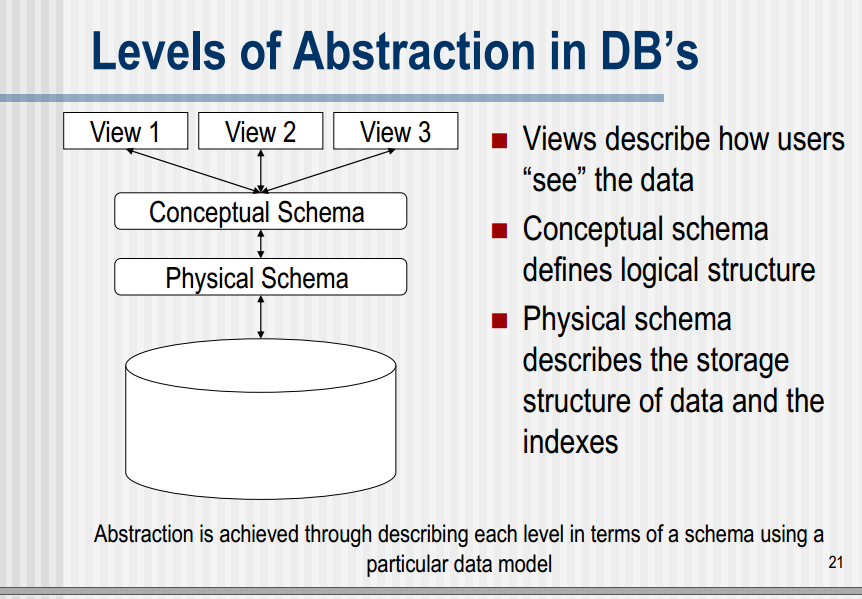 Levels of Abstraction in DB’s
View 1
View 2
View 3
Conceptual Schema
Physical Schema
■ Views describe how users
“see” the data
■ Conceptual schema
defines logical structure
■ Physical schema
describes the storage
structure of data and the
indexes
Abstraction is achieved through describing each level in terms of a schema using a
particular data model
21